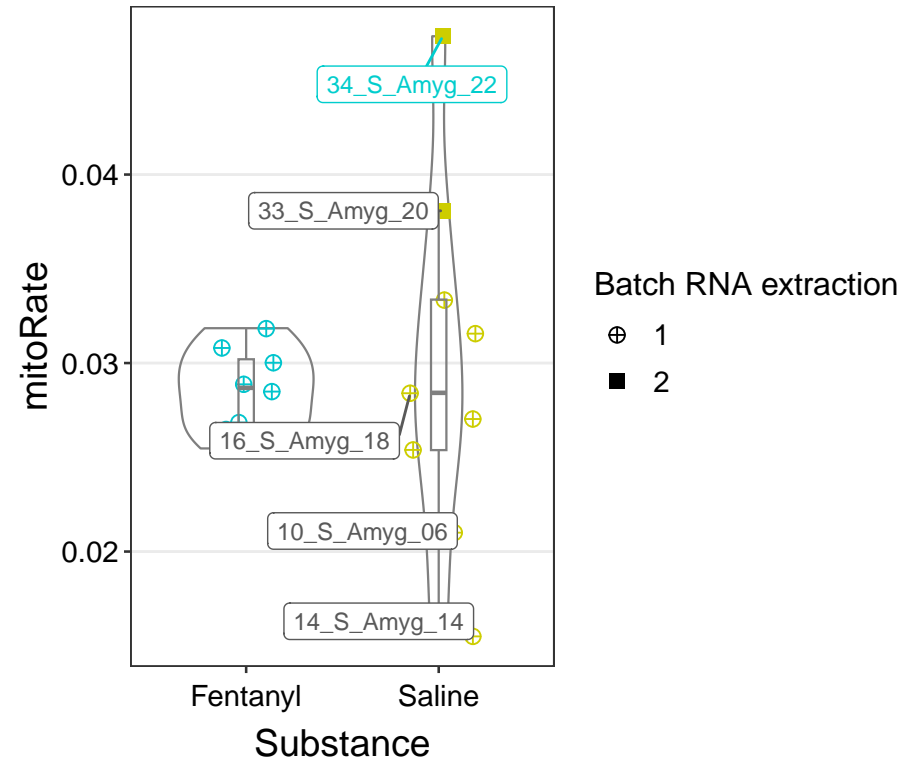 34_S_Amyg_22
0.04
33_S_Amyg_20
Batch RNA extraction
1
2
mitoRate
0.03
16_S_Amyg_18
10_S_Amyg_06
0.02
14_S_Amyg_14
Fentanyl
Saline
Substance